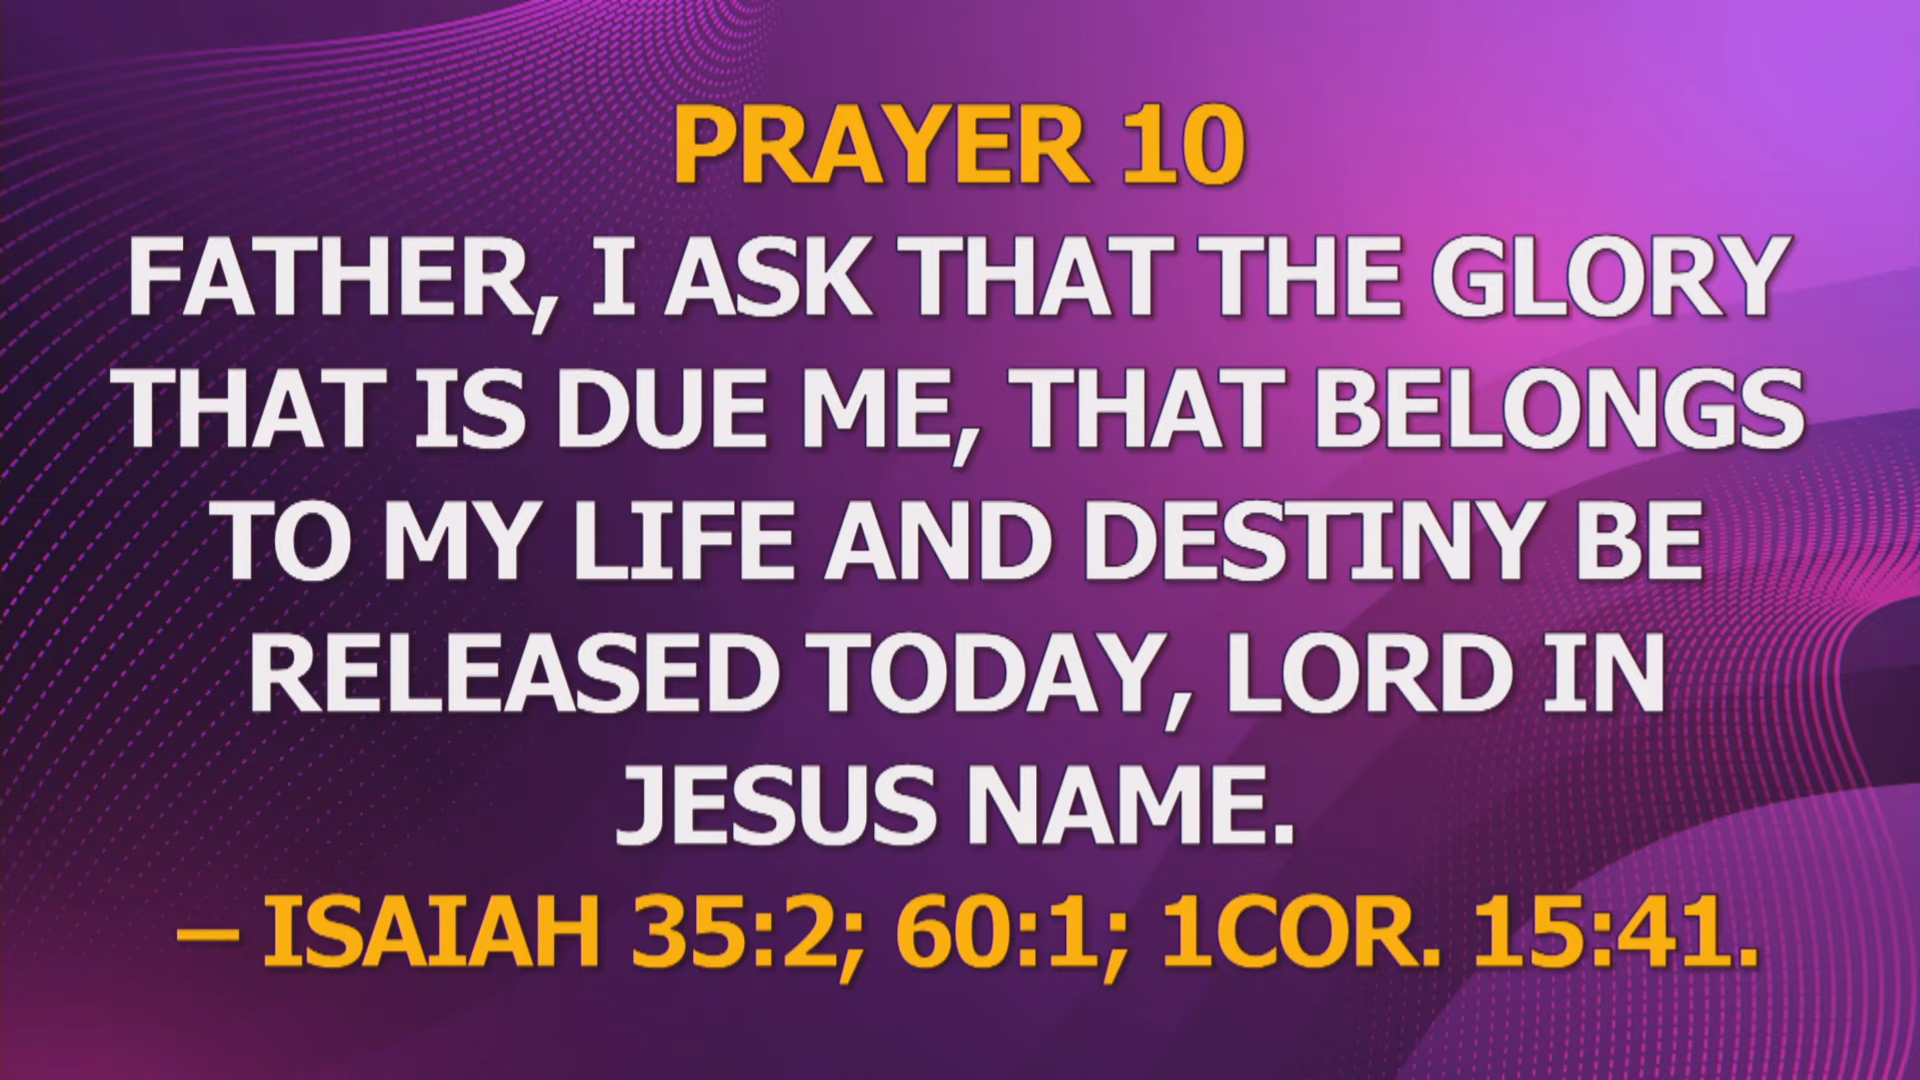 PRAYER 10
FATHER, I ASK THAT THE GLORY
THAT IS DUE ME, THAT BELONGS
TO MY LIFE AND DESTINY BE
RELEASED TODAY, LORD IN
JESUS NAME.
– ISAIAH 35:2; 60:1; 1COR. 15:41.